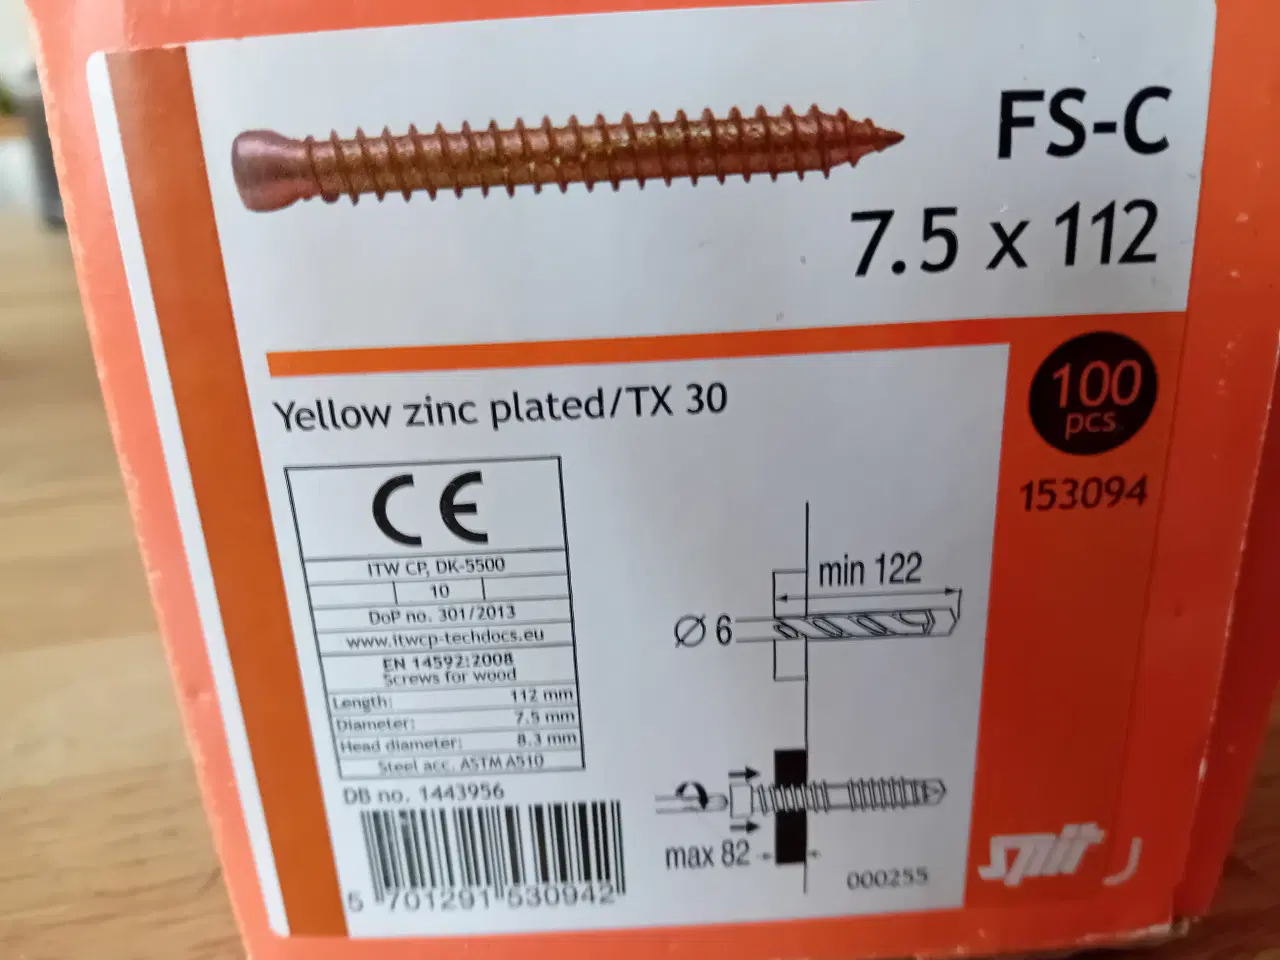 FS-C
7.5 x 112
100
pcs
153094
Yellow zinc plated/TX 30
CE
ITW CP, DK-5500
10
DoP no. 301/2013
www.itwcp-techdocs.eu
EN 14592:2008
Screws for wood
Length: 112 mm
Diameter: 7.5 mm
Head diameter: 8.3 mm
Steel acc. ASTM A510
DB no. 1443956
5 701291 530942
min 122
Ø 6
max 82
000255
Spit